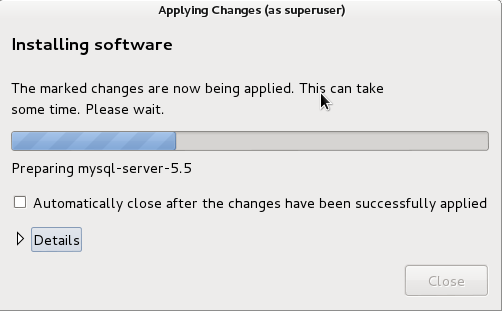 Applying Changes (as superuser)
Installing software
The marked changes are now being applied. This can take
some time. Please wait.
Preparing mysql-server-5.5
Automatically close after the changes have been successfully applied
Details
Close